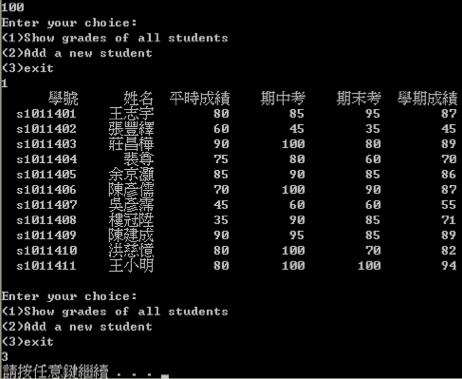 100
Enter your choice:
(1)Show grades of all students
(2)Add a new student
(3)exit
1
學號 姓名 平時成績 期中考 期末考 學期成績
s1011401 王志宇 80 85 95 87
s1011402 張豐繹 60 45 35 45
s1011403 莊昌樺 90 100 80 89
s1011404 裴尊 75 80 60 70
s1011405 余京灝 85 90 85 86
s1011406 陳彥儒 70 100 90 87
s1011407 吳彥霈 45 60 60 55
s1011408 樓冠陞 35 90 85 71
s1011409 陳建成 90 95 85 89
s1011410 洪慈憶 80 100 70 82
s1011411 王小明 80 100 100 94
Enter your choice:
(1)Show grades of all students
(2)Add a new student
(3)exit
3
請按任意鍵繼續 . . .